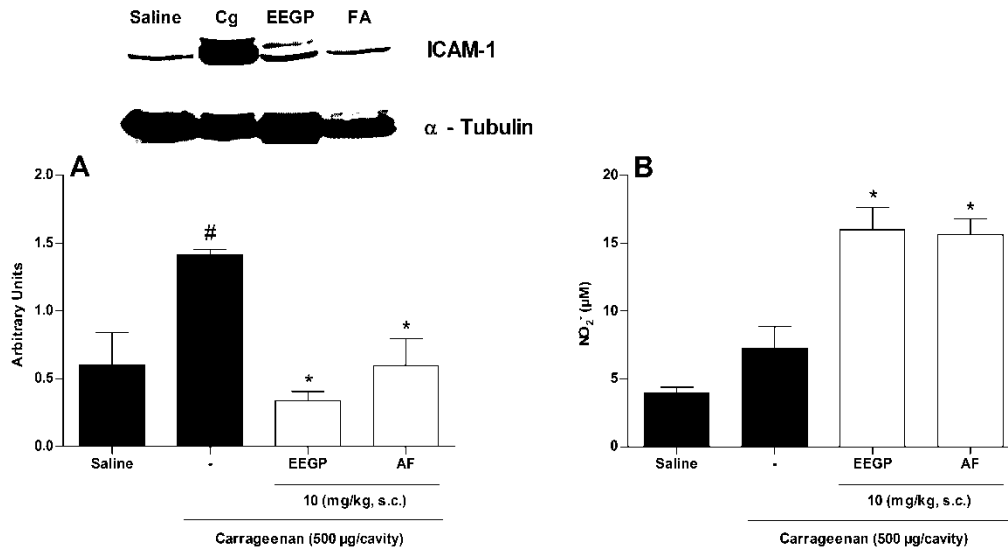 Saline Cg EEGP FA
ICAM-1
α - Tubulin
A
2.0
1.5
1.0
0.5
0.0
Arbitrary Units
#
*
*
Saline - EEGP AF
10 (mg/kg, s.c.)
Carrageenan (500 µg/cavity)
B
20
15
10
5
0
NO₂⁻ (µM)
*
*
Saline - EEGP AF
10 (mg/kg, s.c.)
Carrageenan (500 µg/cavity)